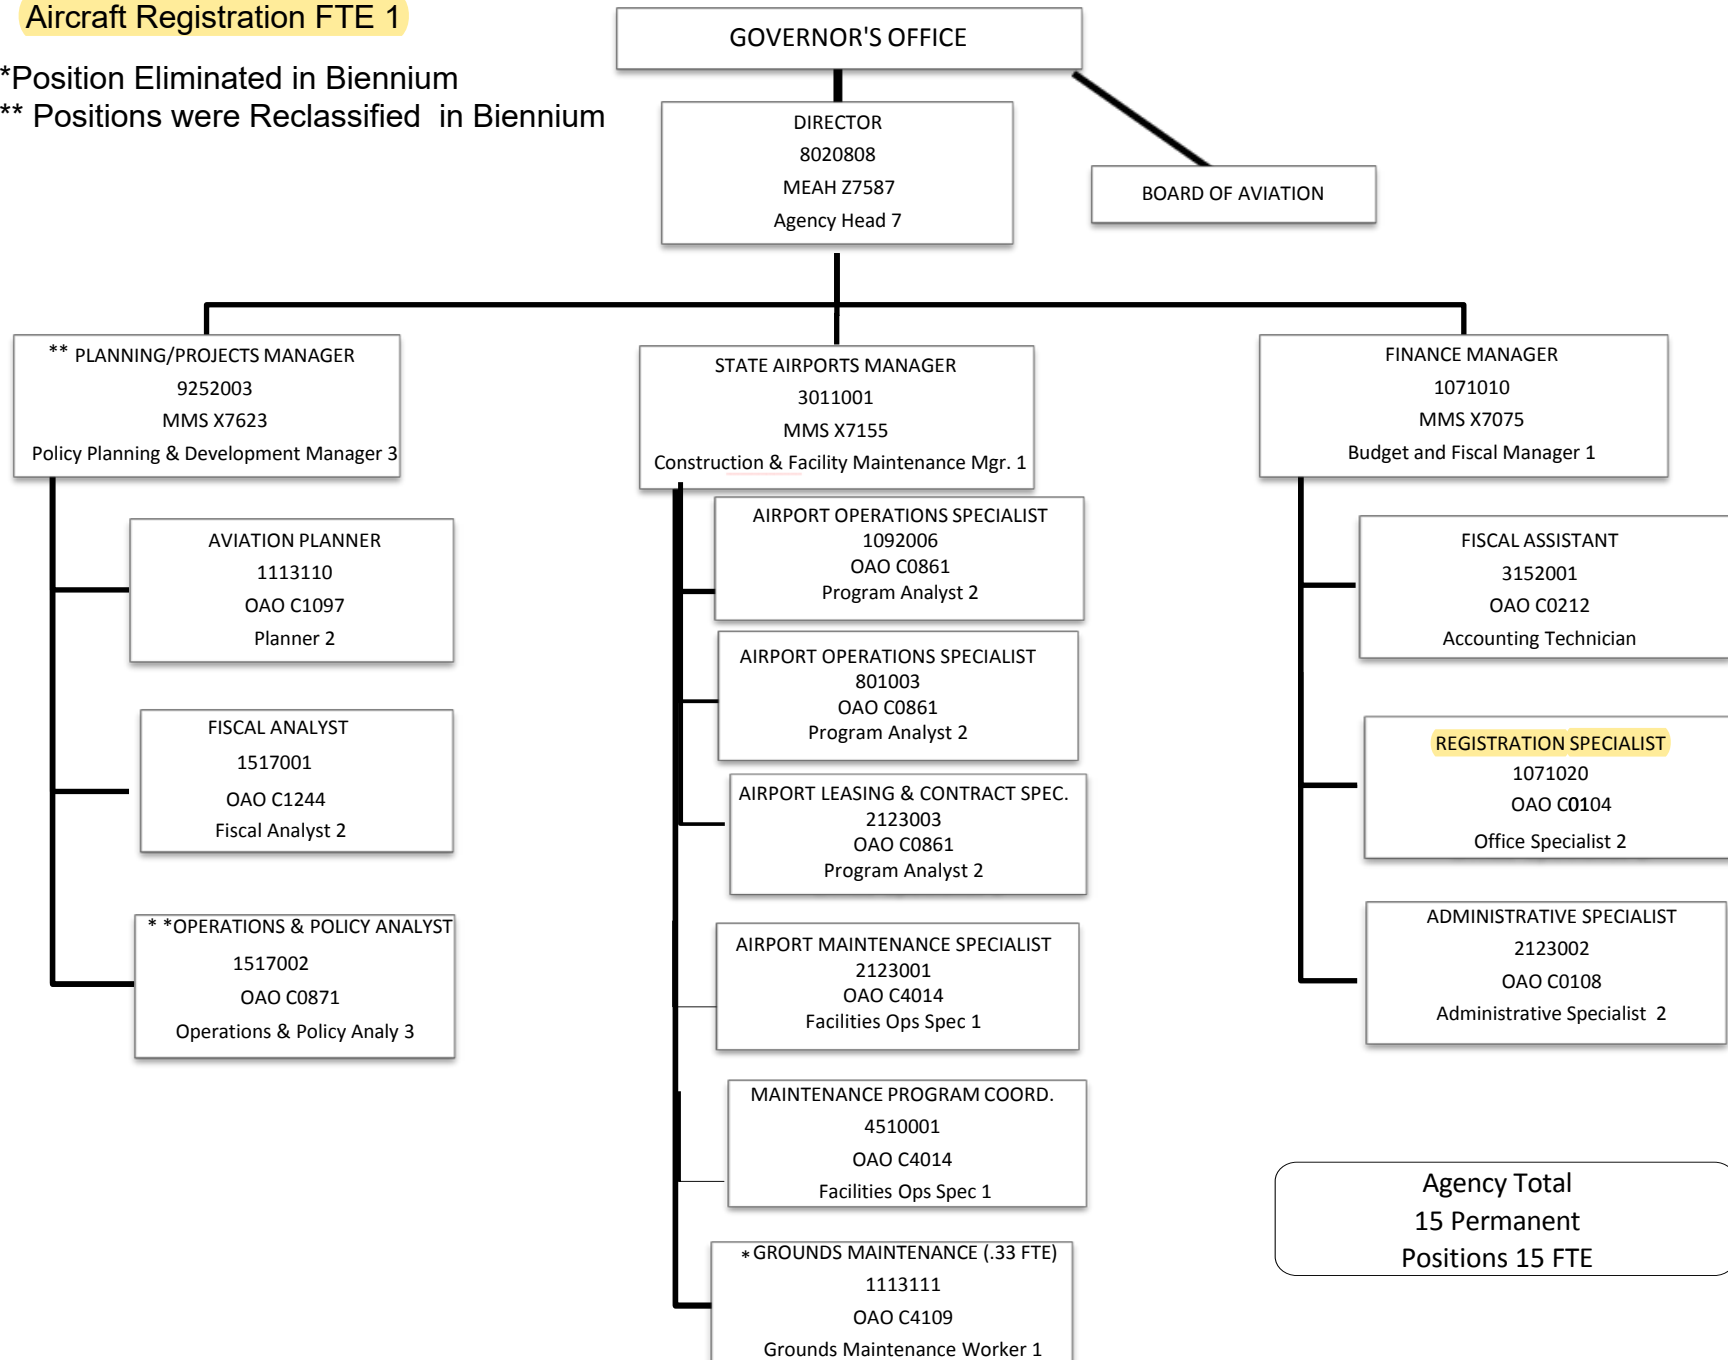 Aircraft Registration FTE 1
*Position Eliminated in Biennium
** Positions were Reclassified  in Biennium
GOVERNOR'S OFFICE
DIRECTOR
8020808
MEAH Z7587
Agency Head 7
BOARD OF AVIATION
** PLANNING/PROJECTS MANAGER
9252003
MMS X7623
Policy Planning & Development Manager 3
AVIATION PLANNER
1113110
OAO C1097
Planner 2
FISCAL ANALYST
1517001
OAO C1244
Fiscal Analyst 2
* *OPERATIONS & POLICY ANALYST
1517002
OAO C0871
Operations & Policy Analy 3
STATE AIRPORTS MANAGER
3011001
MMS X7155
Construction & Facility Maintenance Mgr. 1
AIRPORT OPERATIONS SPECIALIST
1092006
OAO C0861
Program Analyst 2
AIRPORT OPERATIONS SPECIALIST
801003
OAO C0861
Program Analyst 2
AIRPORT LEASING & CONTRACT SPEC.
2123003
OAO C0861
Program Analyst 2
AIRPORT MAINTENANCE SPECIALIST
2123001
OAO C4014
Facilities Ops Spec 1
MAINTENANCE PROGRAM COORD.
4510001
OAO C4014
Facilities Ops Spec 1
*GROUNDS MAINTENANCE (.33 FTE)
1113111
OAO C4109
Grounds Maintenance Worker 1
FINANCE MANAGER
1071010
MMS X7075
Budget and Fiscal Manager 1
FISCAL ASSISTANT
3152001
OAO C0212
Accounting Technician
REGISTRATION SPECIALIST
1071020
OAO C0104
Office Specialist 2
ADMINISTRATIVE SPECIALIST
2123002
OAO C0108
Administrative Specialist  2
Agency Total
15 Permanent
Positions 15 FTE